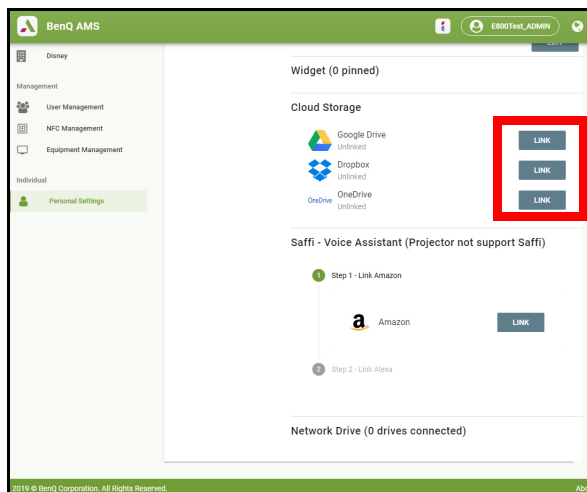 BenQ AMS
E800Test_ADMIN
Disney
Management
User Management
NFC Management
Equipment Management
Individual
Personal Settings
Widget (0 pinned)
Cloud Storage
Google Drive
Unlinked
LINK
Dropbox
Unlinked
LINK
OneDrive
OneDrive
Unlinked
LINK
Saffi - Voice Assistant (Projector not support Saffi)
1 Step 1 - Link Amazon
a Amazon
LINK
2 Step 2 - Link Alexa
Network Drive (0 drives connected)
2019 © BenQ Corporation. All Rights Reserved.
Abo